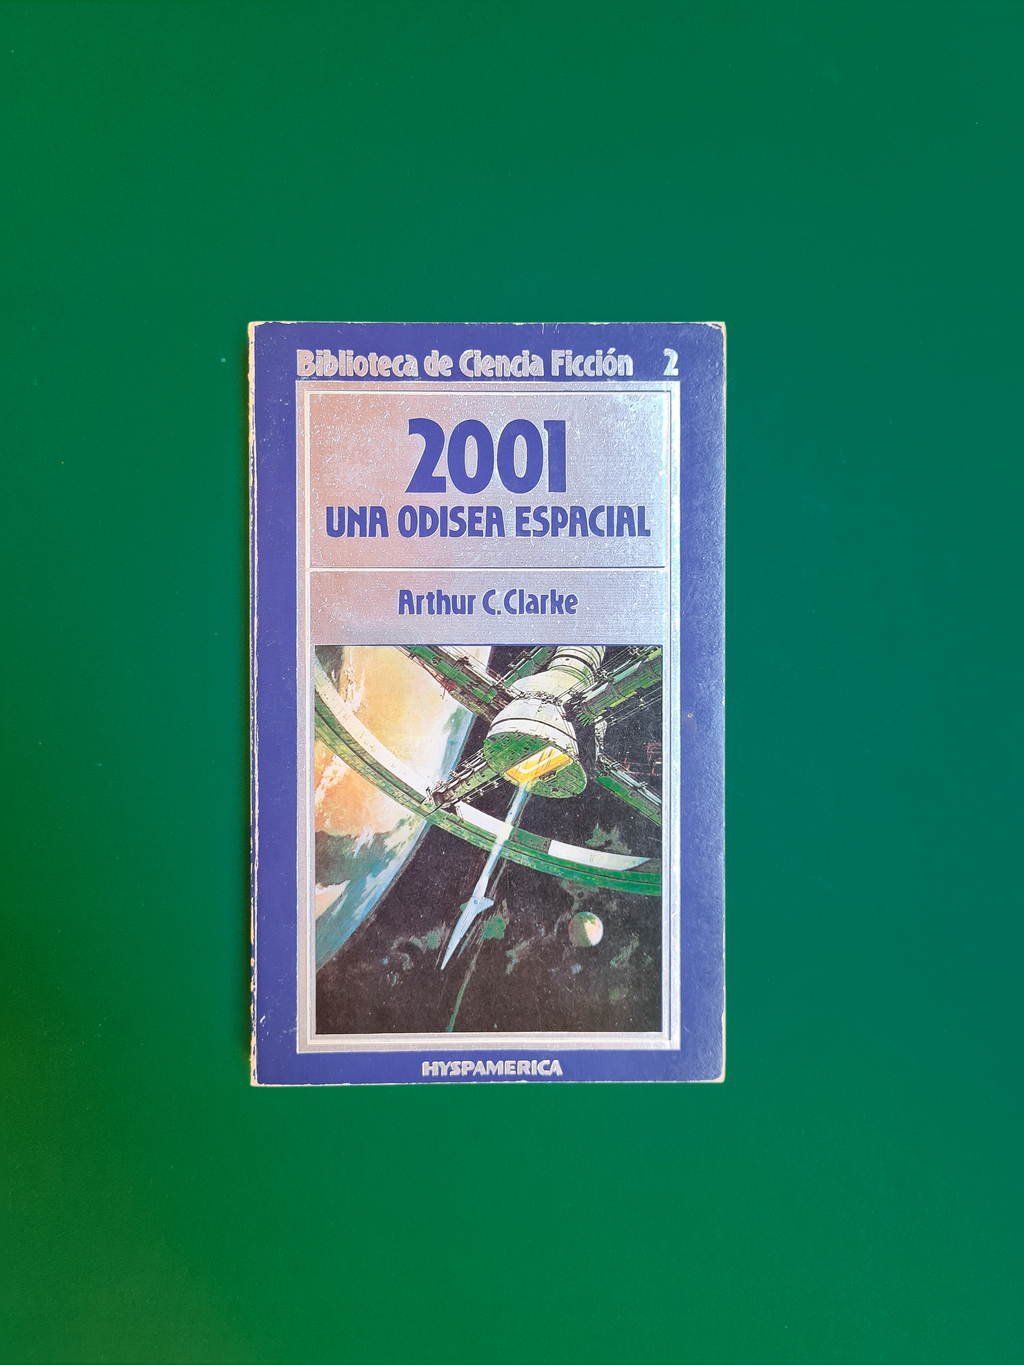 Biblioteca de Ciencia Ficción 2
2001
UNA ODISEA ESPACIAL
Arthur C. Clarke
HYSPAMERICA